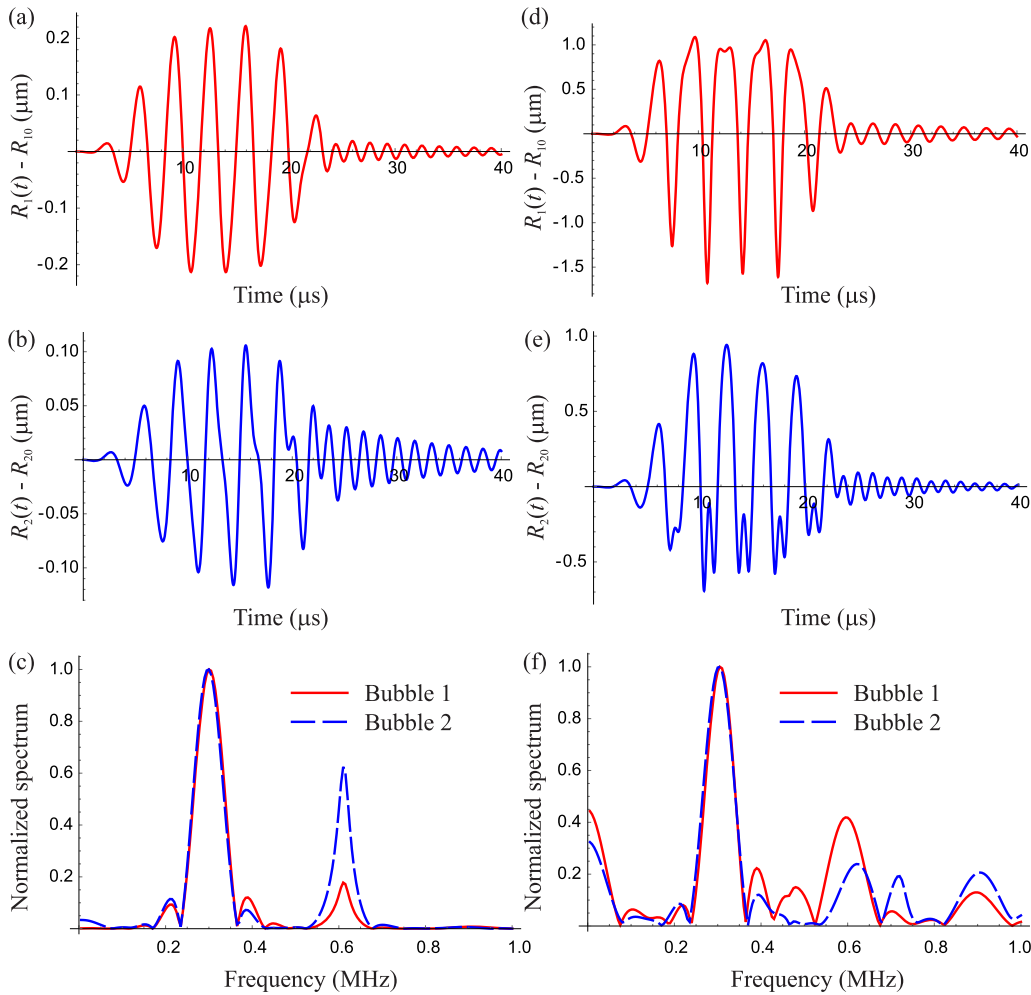 (a)
0.2
0.1
-0.1
-0.2
10
20
30
40
R₁(t) - R₁₀ (μm)
Time (μs)
(d)
1.0
0.5
-0.5
-1.0
-1.5
10
20
30
40
R₁(t) - R₁₀ (μm)
Time (μs)
(b)
0.10
0.05
-0.05
-0.10
10
20
30
40
R₂(t) - R₂₀ (μm)
Time (μs)
(e)
1.0
0.5
-0.5
10
20
30
40
R₂(t) - R₂₀ (μm)
Time (μs)
(c)
1.0
0.8
0.6
0.4
0.2
0.2
0.4
0.6
0.8
1.0
Bubble 1
Bubble 2
Normalized spectrum
Frequency (MHz)
(f)
1.0
0.8
0.6
0.4
0.2
0.2
0.4
0.6
0.8
1.0
Bubble 1
Bubble 2
Normalized spectrum
Frequency (MHz)